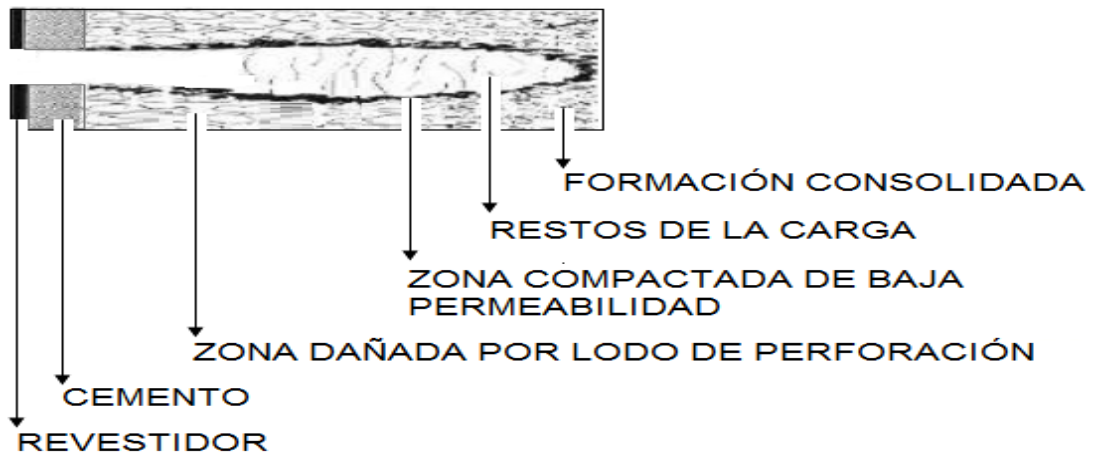 FORMACIÓN CONSOLIDADA
RESTOS DE LA CARGA
ZONA COMPACTADA DE BAJA
PERMEABILIDAD
ZONA DAÑADA POR LODO DE PERFORACIÓN
CEMENTO
REVESTIDOR